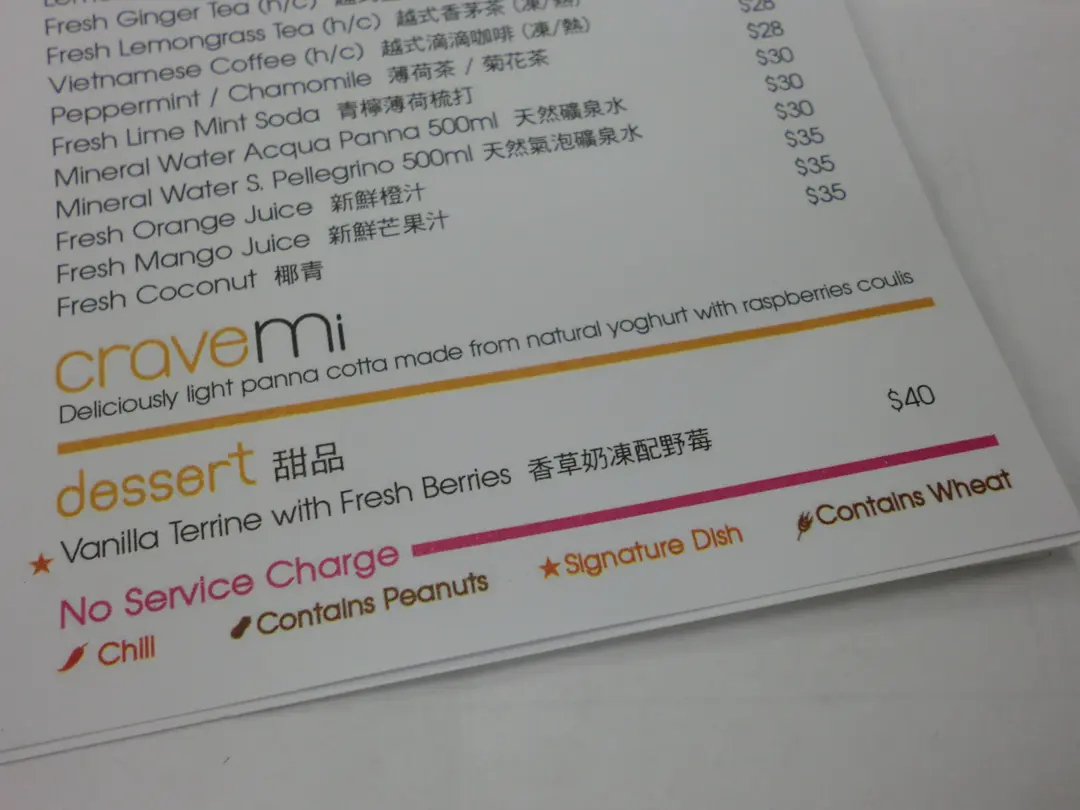 Fresh Ginger Tea (h/c)
Fresh Lemongrass Tea (h/c) 越式香茅茶 (凍/熱)
Vietnamese Coffee (h/c) 越式滴滴咖啡 (凍/熱) $28
Peppermint / Chamomile 薄荷茶 / 菊花茶 $28
Fresh Lime Mint Soda 青檸薄荷梳打 $30
Mineral Water Acqua Panna 500ml 天然礦泉水 $30
Mineral Water S. Pellegrino 500ml 天然氣泡礦泉水 $30
Fresh Orange Juice 新鮮橙汁 $35
Fresh Mango Juice 新鮮芒果汁 $35
Fresh Coconut 椰青 $35
cravemi
Deliciously light panna cotta made from natural yoghurt with raspberries coulis
dessert 甜品
Vanilla Terrine with Fresh Berries 香草奶凍配野莓 $40
No Service Charge
Chili Contains Peanuts Signature Dish Contains Wheat